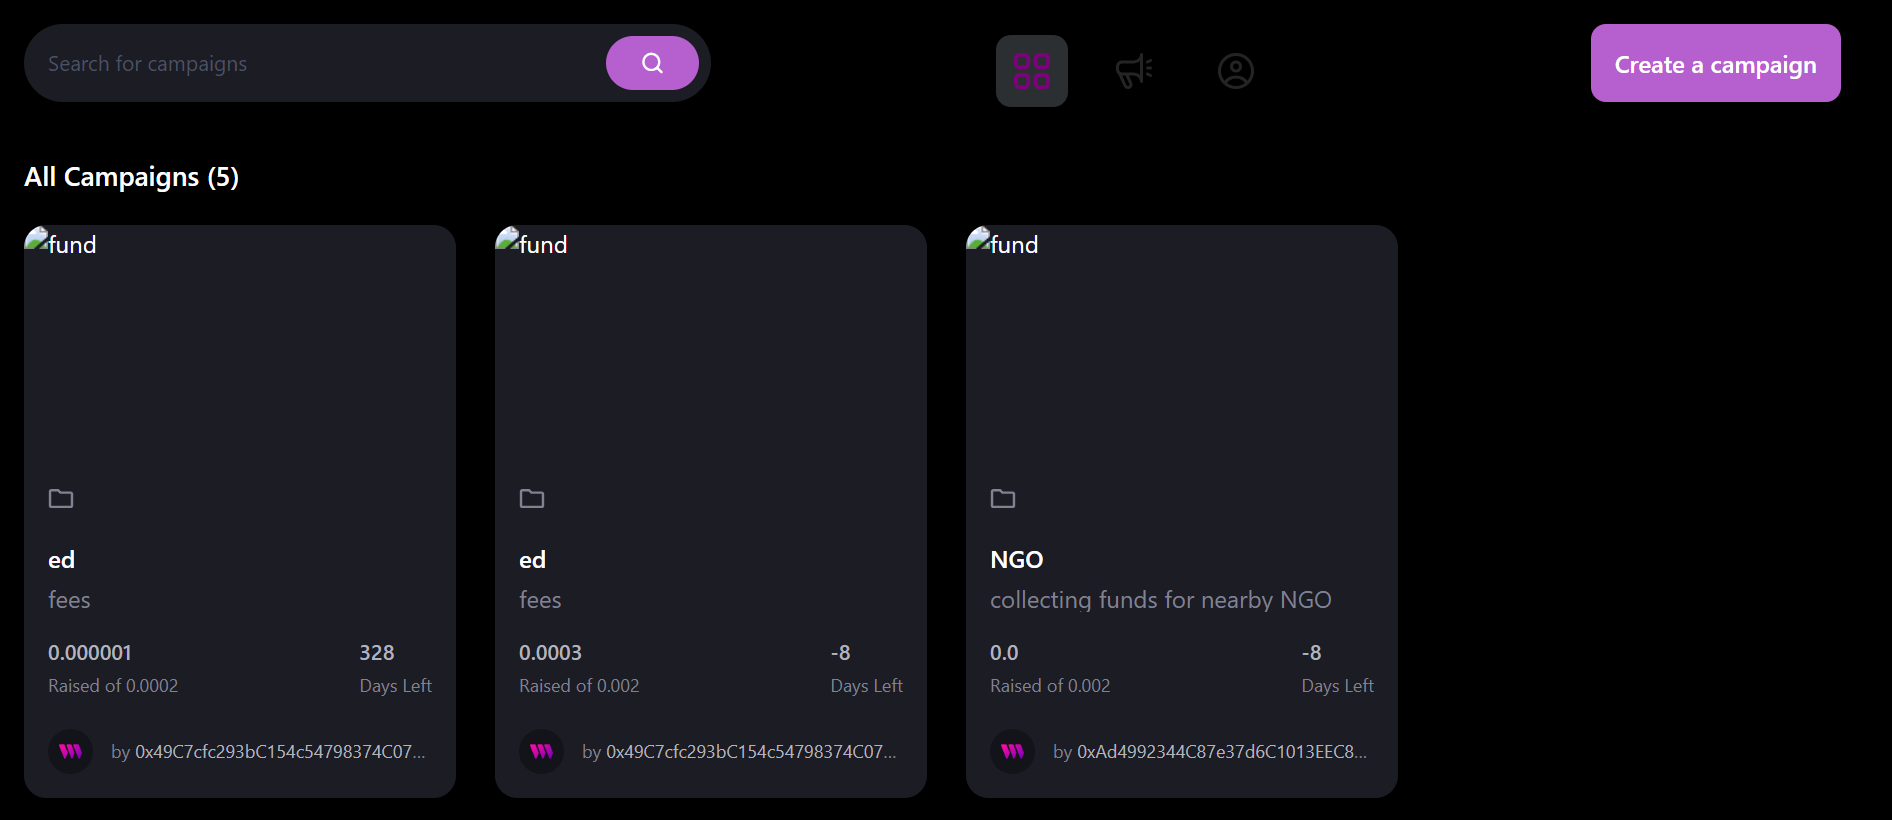 Search for campaigns
Create a campaign
All Campaigns (5)
fund
fund
fund
ed
fees
0.000001
328
Raised of 0.0002
Days Left
by 0x49C7cfc293bC154c54798374C07...
ed
fees
0.0003
-8
Raised of 0.002
Days Left
by 0x49C7cfc293bC154c54798374C07...
NGO
collecting funds for nearby NGO
0.0
-8
Raised of 0.002
Days Left
by 0xAd4992344C87e37d6C1013EEC8...